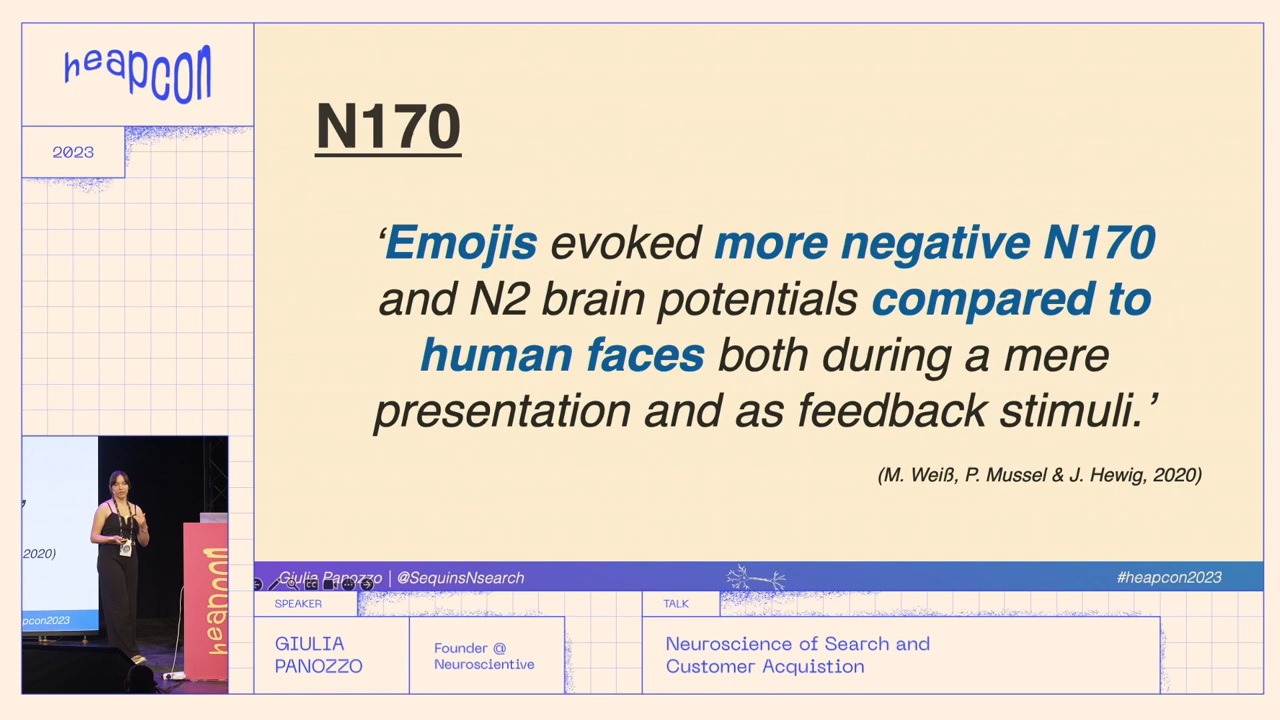 heapcon
2023
N170
‘Emojis evoked more negative N170
and N2 brain potentials compared to
human faces both during a mere
presentation and as feedback stimuli.’
(M. Weiß, P. Mussel & J. Hewig, 2020)
Giulia Panozzo | @SequinsNsearch
#heapcon2023
’
2020)
pcon2023
heapcon
SPEAKER
GIULIA
PANOZZO
Founder @
Neuroscientive
TALK
Neuroscience of Search and
Customer Acquistion